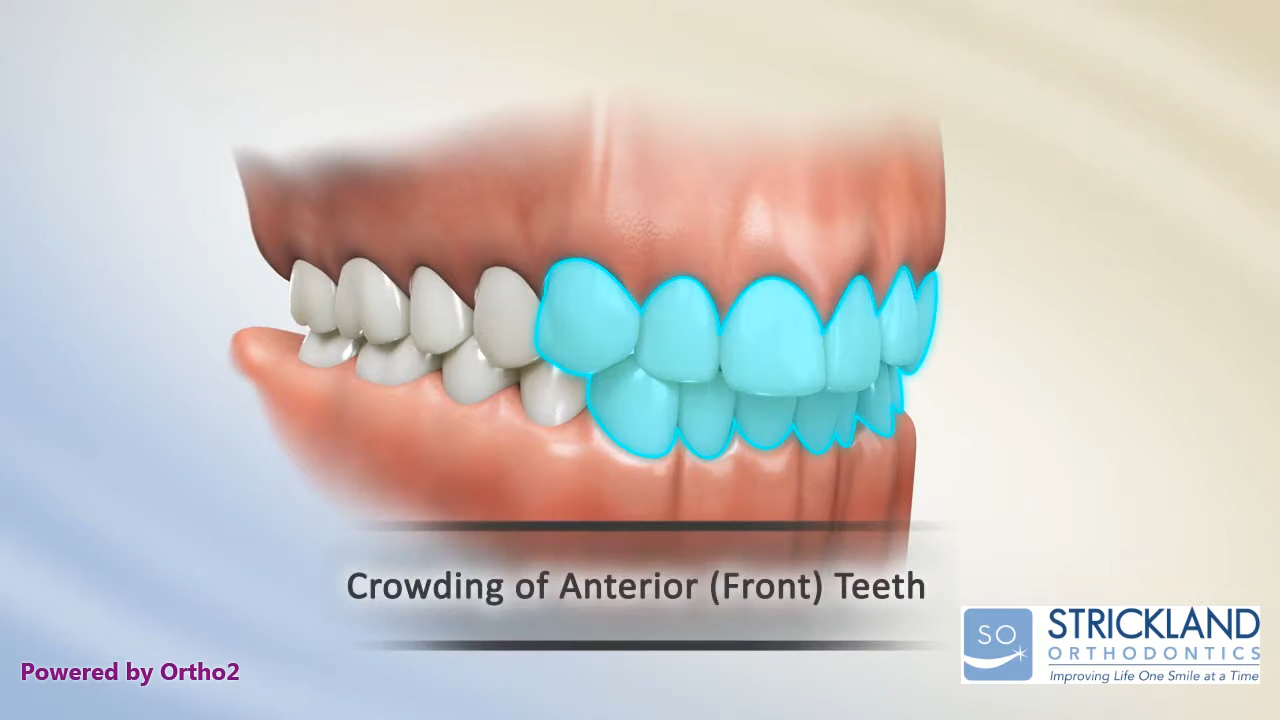 Crowding of Anterior (Front) Teeth
Powered by Ortho2
SO
STRICKLAND
ORTHODONTICS
Improving Life One Smile at a Time